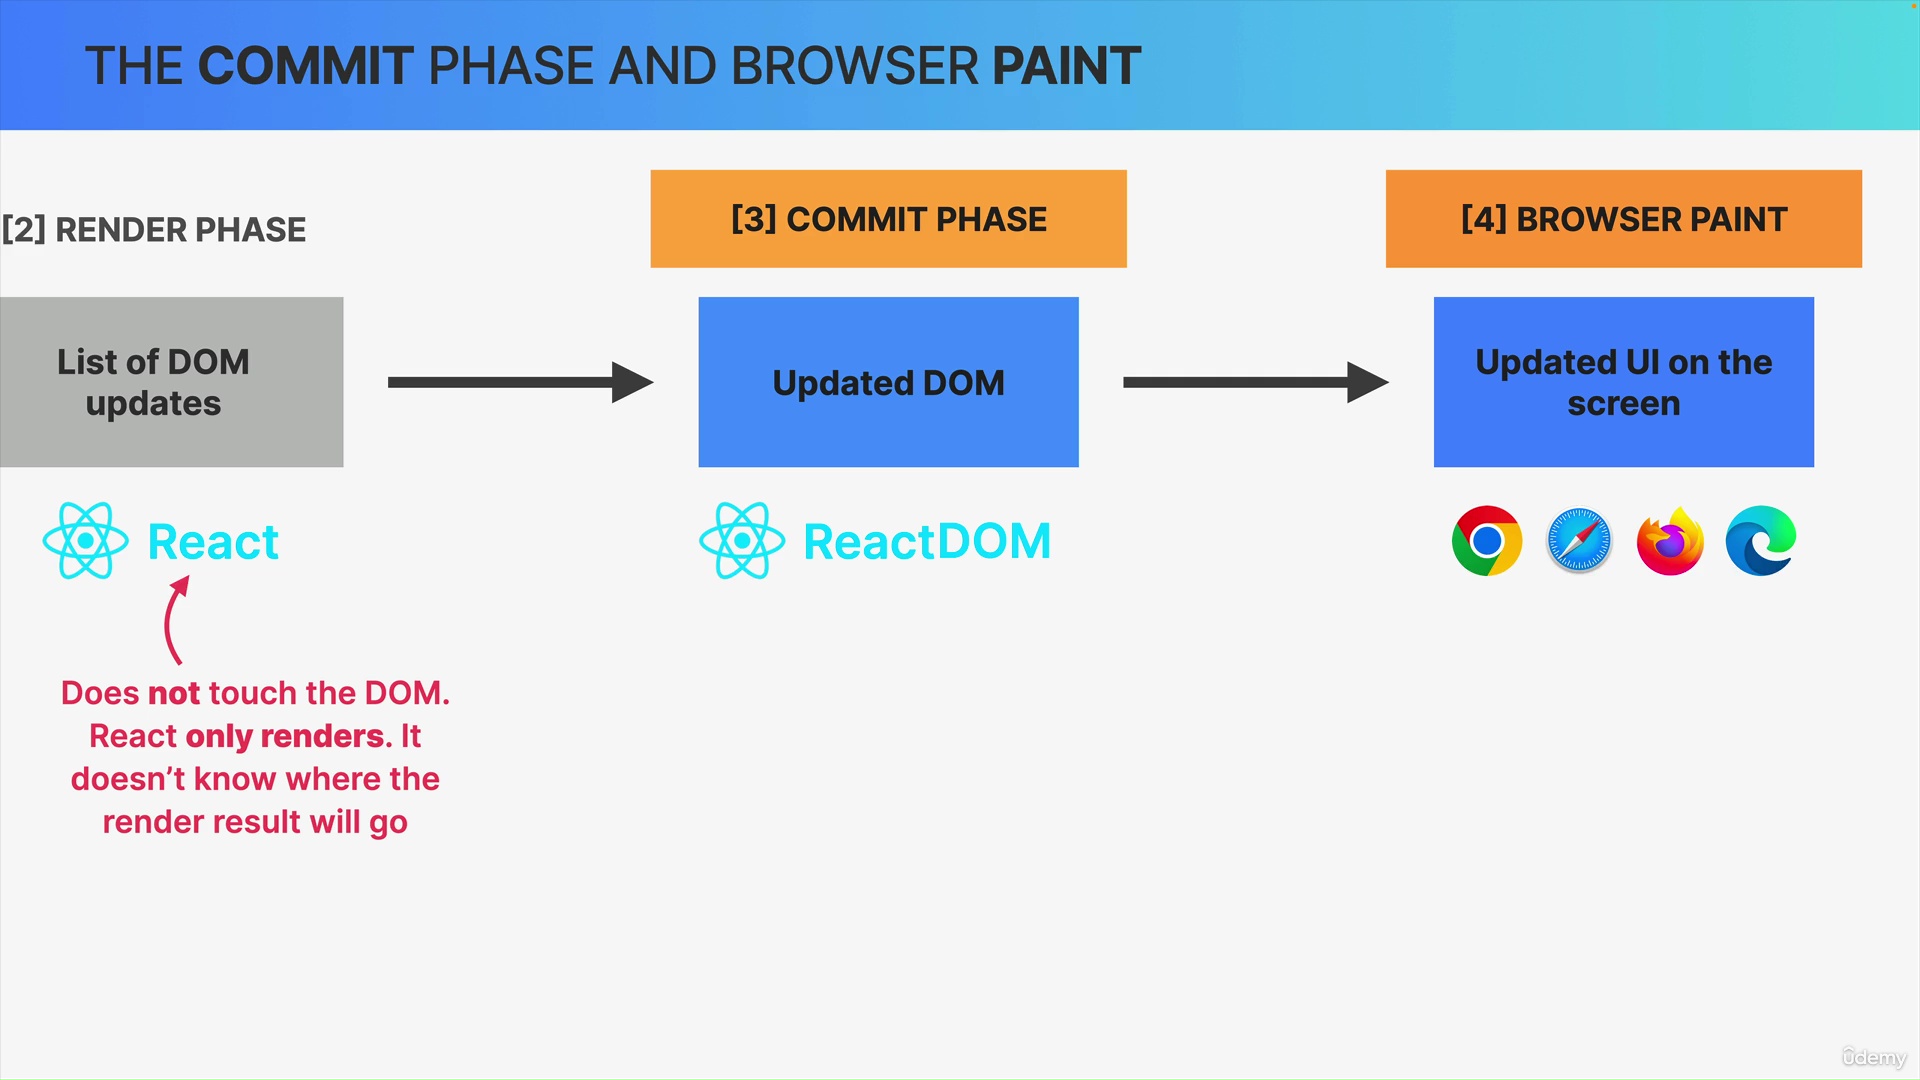 THE COMMIT PHASE AND BROWSER PAINT
[2] RENDER PHASE
[3] COMMIT PHASE
[4] BROWSER PAINT
List of DOM
updates
Updated DOM
Updated UI on the
screen
React
ReactDOM
Does not touch the DOM.
React only renders. It
doesn’t know where the
render result will go
ûdemy